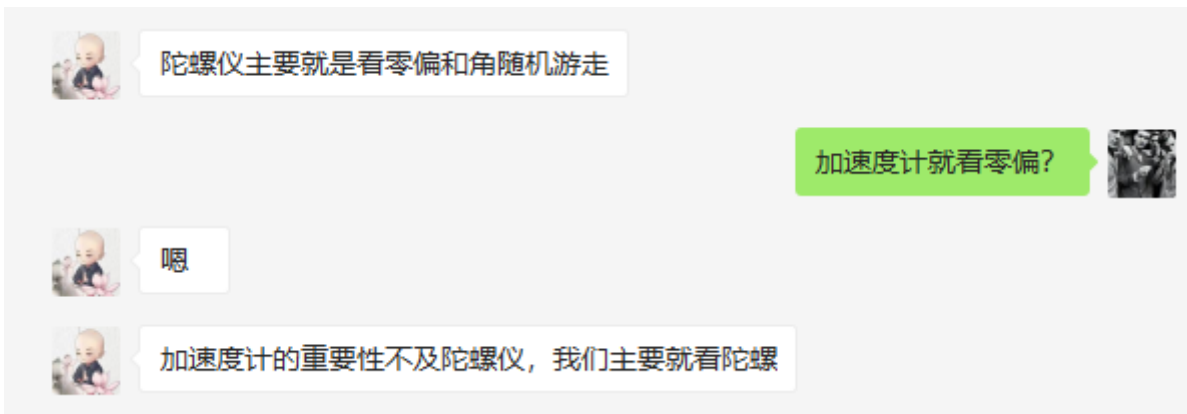 陀螺仪主要就是看零偏和角随机游走
加速度计就看零偏？
嗯
加速度计的重要性不及陀螺仪，我们主要就看陀螺